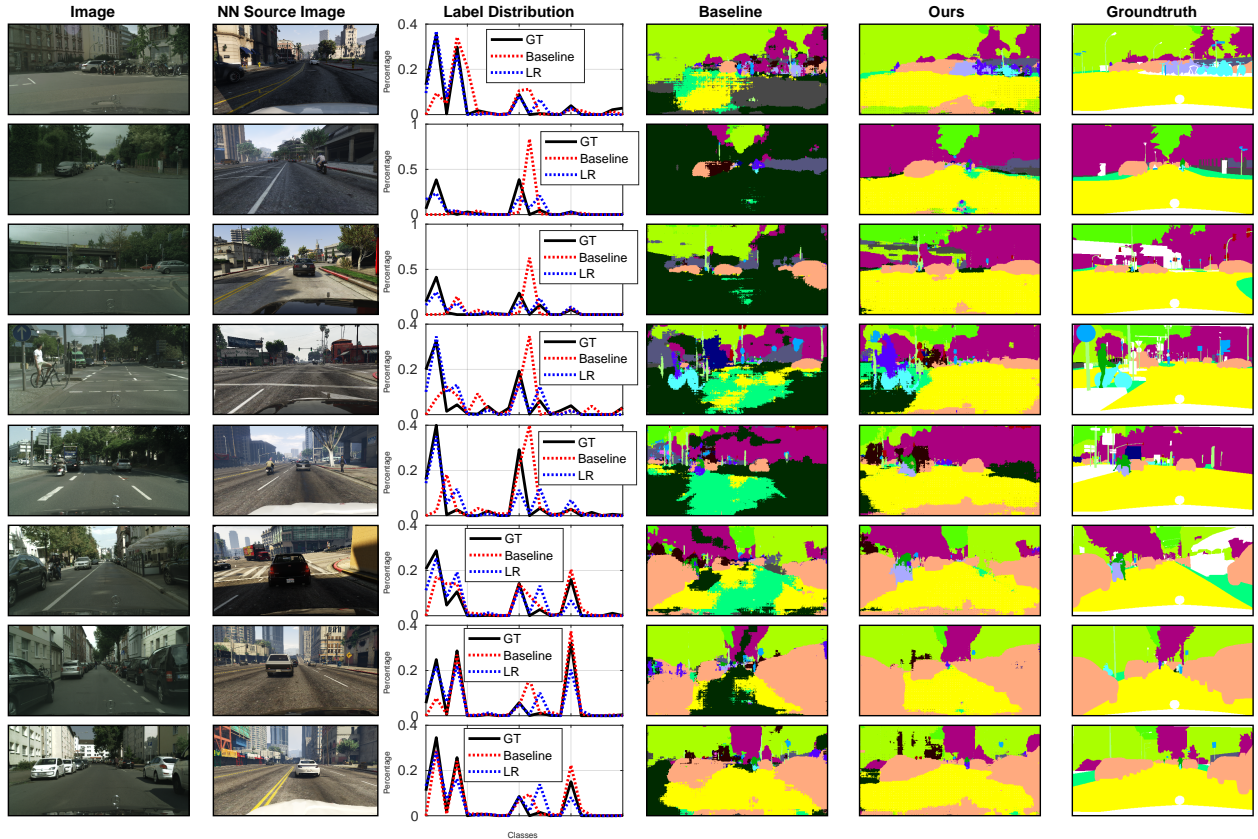 Image NN Source Image Label Distribution Baseline Ours Groundtruth
0.4
0.2
0
Percentage
GT
Baseline
LR
1
0.5
0
Percentage
GT
Baseline
LR
1
0.5
0
Percentage
GT
Baseline
LR
0.4
0.2
0
Percentage
GT
Baseline
LR
0.4
0.2
0
Percentage
GT
Baseline
LR
0.4
0.2
0
Percentage
GT
Baseline
LR
0.4
0.2
0
Percentage
GT
Baseline
LR
0.4
0.2
0
Percentage
GT
Baseline
LR
Classes